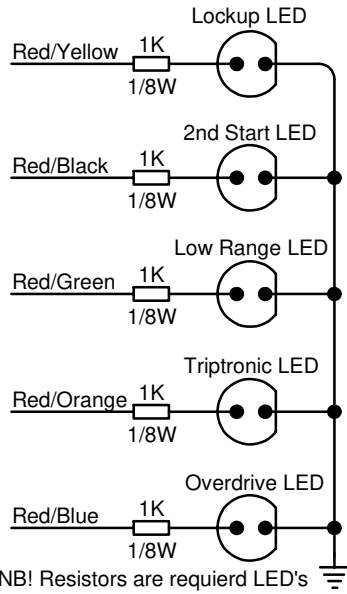 Lockup LED
Red/Yellow 1K
1/8W
2nd Start LED
Red/Black 1K
1/8W
Low Range LED
Red/Green 1K
1/8W
Triptronic LED
Red/Orange 1K
1/8W
Overdrive LED
Red/Blue 1K
1/8W
NB! Resistors are requierd LED's